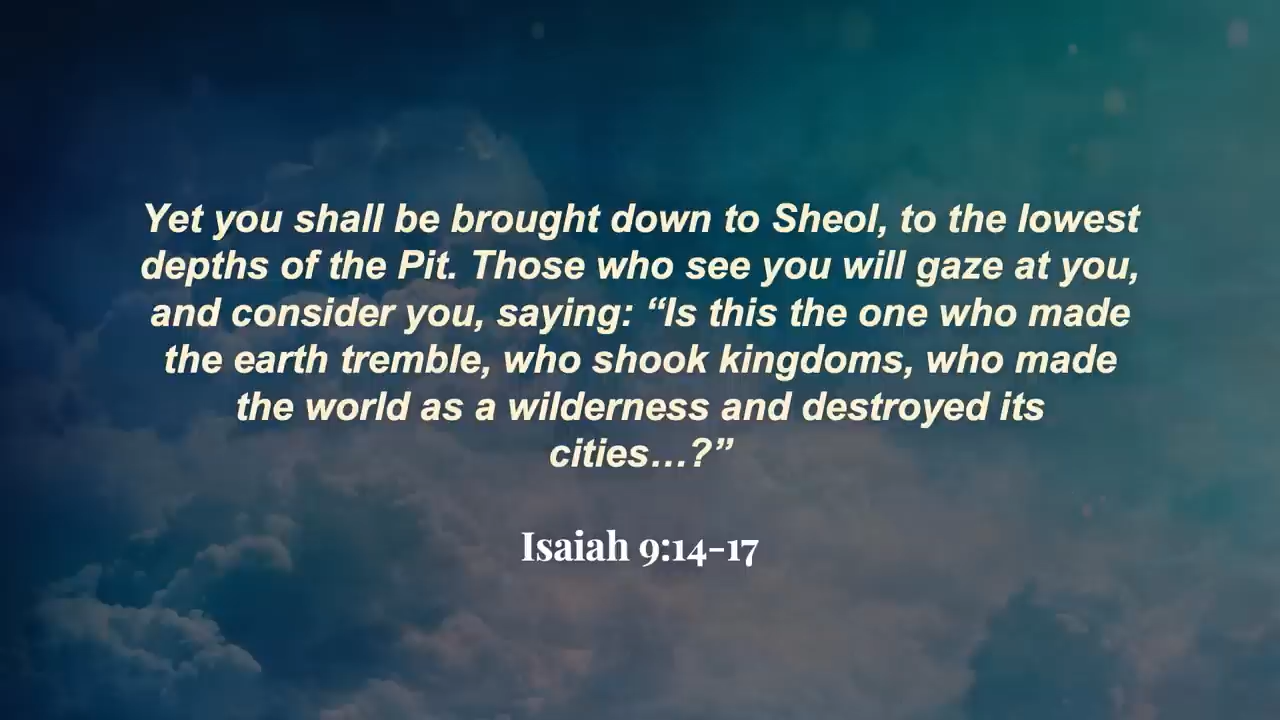 Yet you shall be brought down to Sheol, to the lowest
depths of the Pit. Those who see you will gaze at you,
and consider you, saying: “Is this the one who made
the earth tremble, who shook kingdoms, who made
the world as a wilderness and destroyed its
cities…?”
Isaiah 9:14-17